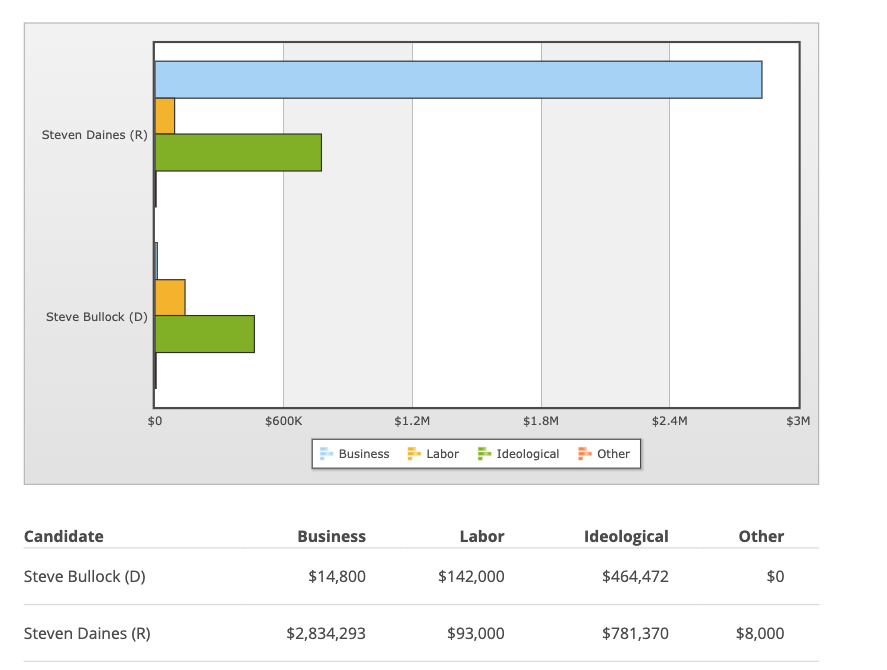 Steven Daines (R)
Steve Bullock (D)
$0 $600K $1.2M $1.8M $2.4M $3M
Business Labor Ideological Other
Candidate Business Labor Ideological Other
Steve Bullock (D) $14,800 $142,000 $464,472 $0
Steven Daines (R) $2,834,293 $93,000 $781,370 $8,000